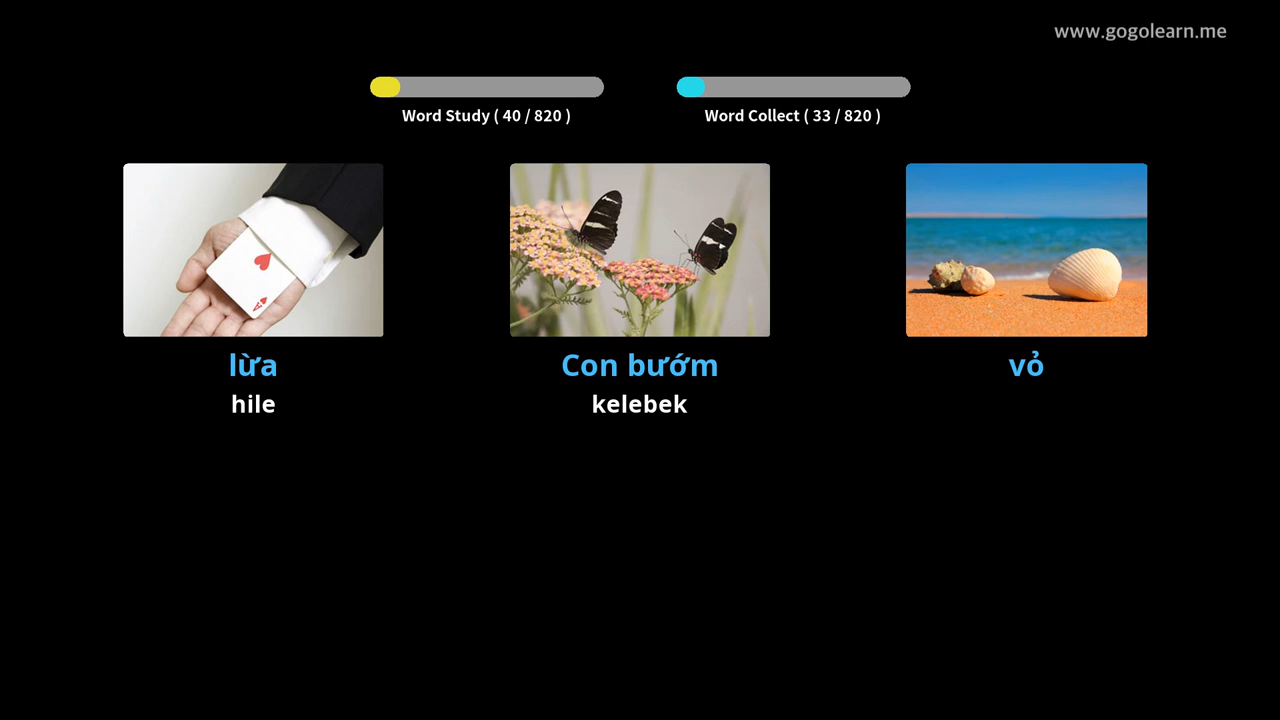 www.gogolearn.me
Word Study ( 40 / 820 )
Word Collect ( 33 / 820 )
lừa
hile
Con bướm
kelebek
vỏ